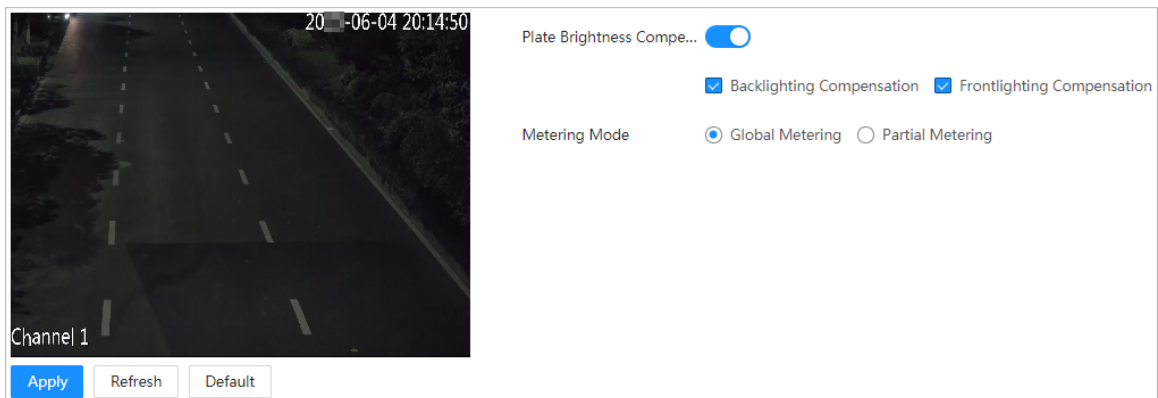 20 -06-04 20:14:50
Channel 1
Plate Brightness Compe...
Backlighting Compensation Frontlighting Compensation
Metering Mode Global Metering Partial Metering
Apply Refresh Default